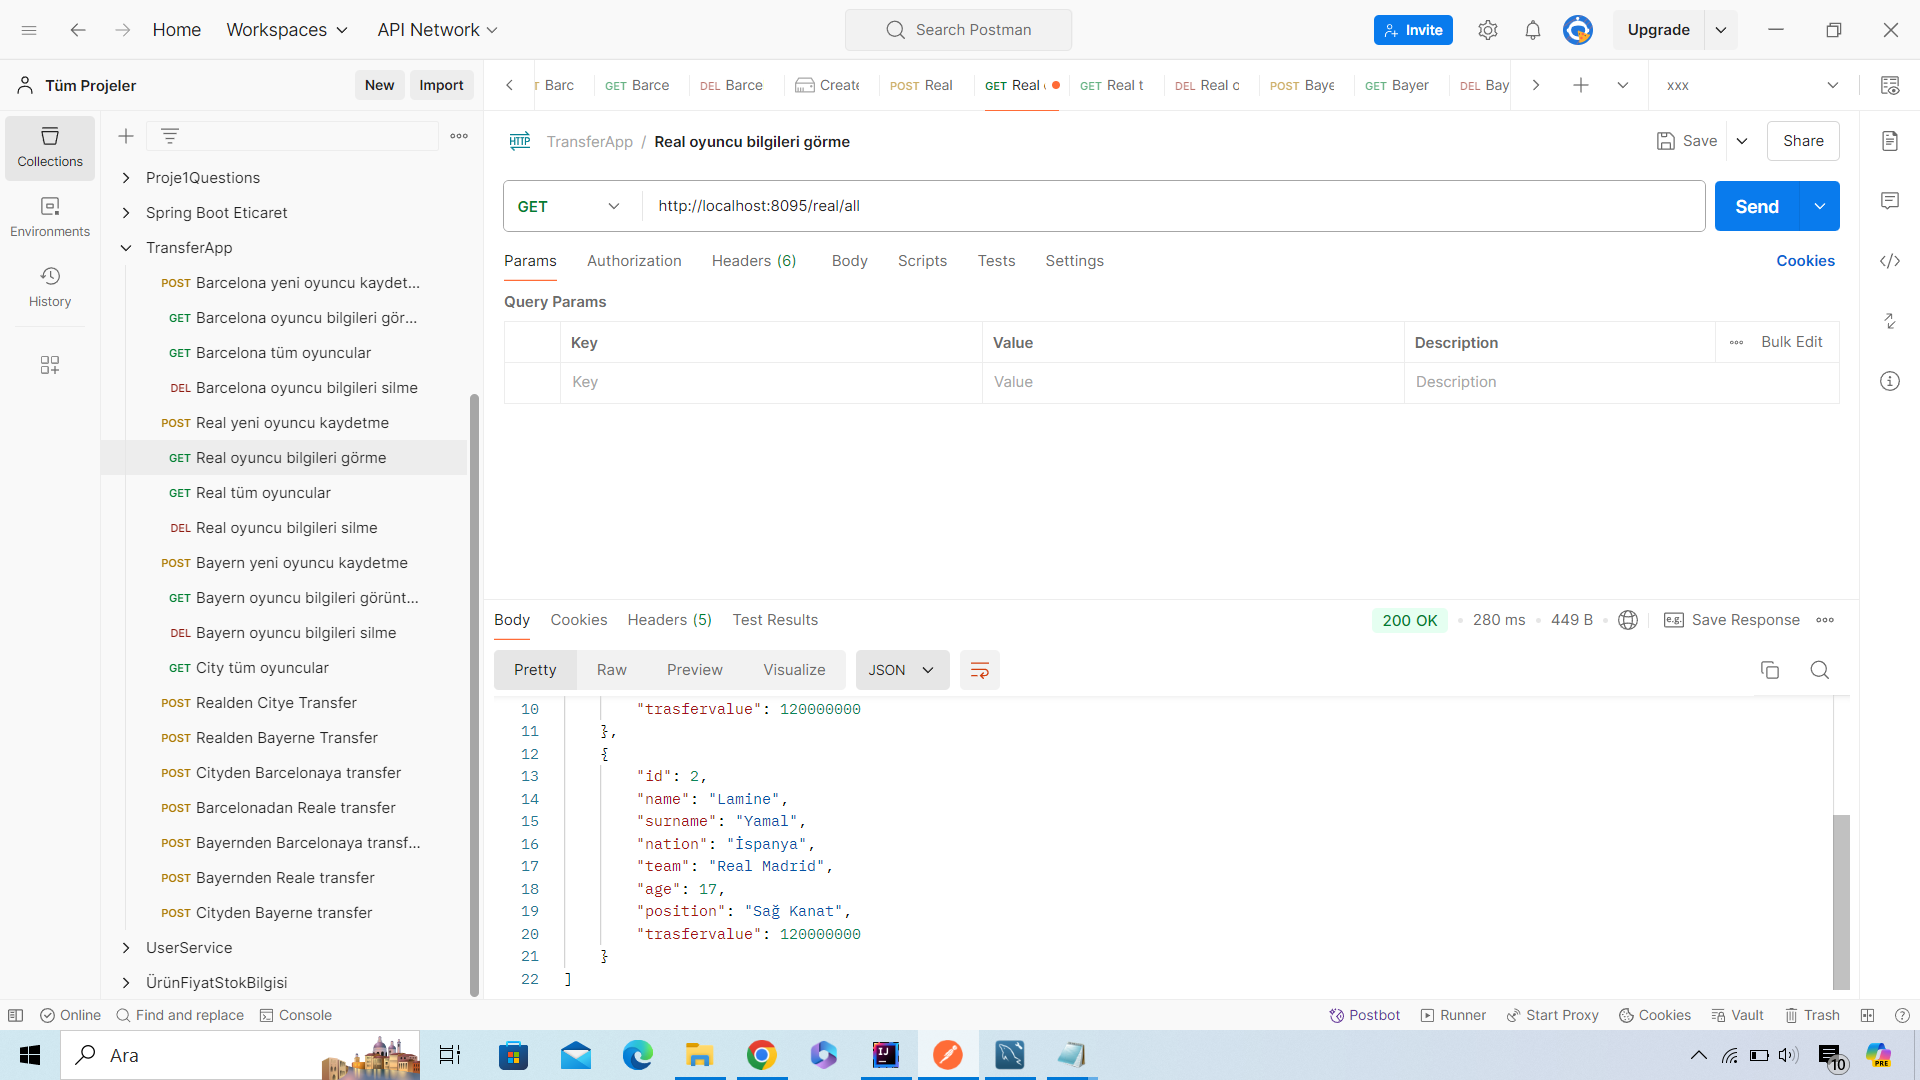 Home
Workspaces
API Network
Search Postman
Invite
Upgrade
Tüm Projeler
New
Import
Barc
GET Barce
DEL Barce
Create
POST Real
GET Real
GET Real t
DEL Real o
POST Baye
GET Bayer
DEL Bay
xxx
Collections
Environments
History
Proje1Questions
Spring Boot Eticaret
TransferApp
POST Barcelona yeni oyuncu kaydet...
GET Barcelona oyuncu bilgileri gör...
GET Barcelona tüm oyuncular
DEL Barcelona oyuncu bilgileri silme
POST Real yeni oyuncu kaydetme
GET Real oyuncu bilgileri görme
GET Real tüm oyuncular
DEL Real oyuncu bilgileri silme
POST Bayern yeni oyuncu kaydetme
GET Bayern oyuncu bilgileri görünt...
DEL Bayern oyuncu bilgileri silme
GET City tüm oyuncular
POST Realden Citye Transfer
POST Realden Bayerne Transfer
POST Cityden Barcelonaya transfer
POST Barcelonadan Reale transfer
POST Bayernden Barcelonaya transf...
POST Bayernden Reale transfer
POST Cityden Bayerne transfer
UserService
ÜrünFiyatStokBilgisi
HTTP TransferApp / Real oyuncu bilgileri görme
Save
Share
GET http://localhost:8095/real/all
Send
Params Authorization Headers (6) Body Scripts Tests Settings
Cookies
Query Params
Key Value Description Bulk Edit
Key Value Description
Body Cookies Headers (5) Test Results
200 OK 280 ms 449 B
e.g. Save Response
Pretty Raw Preview Visualize JSON
10 "trasfervalue": 120000000
11 },
12 {
13 "id": 2,
14 "name": "Lamine",
15 "surname": "Yamal",
16 "nation": "İspanya",
17 "team": "Real Madrid",
18 "age": 17,
19 "position": "Sağ Kanat",
20 "trasfervalue": 120000000
21 }
22 ]
Online Find and replace Console
Postbot Runner Start Proxy Cookies Vault Trash
Ara
IJ
10
PRE